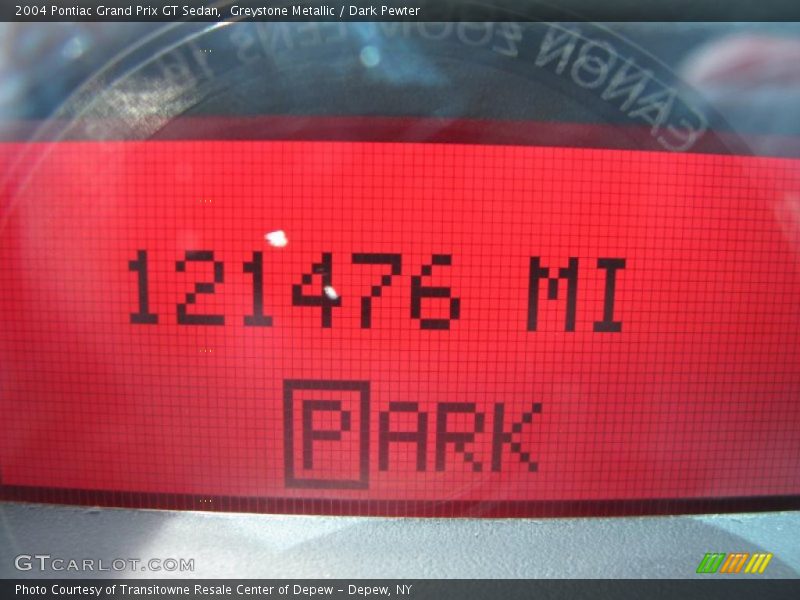 2004 Pontiac Grand Prix GT Sedan,  Greystone Metallic / Dark Pewter
CANON ZOOM LENS
121476 MI
PARK
GTCARLOT.COM
Photo Courtesy of Transitowne Resale Center of Depew – Depew, NY